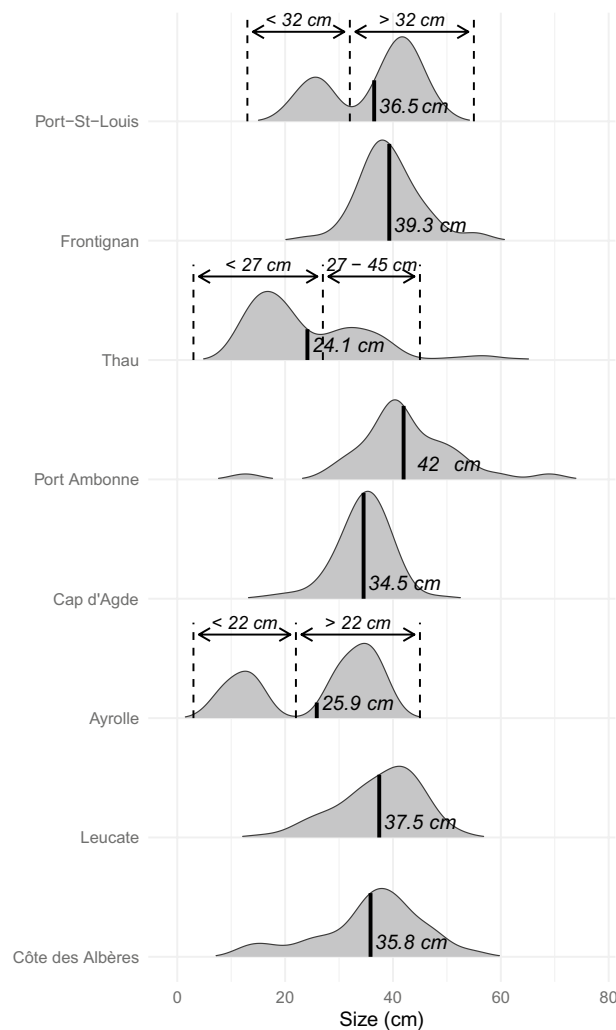 < 32 cm > 32 cm
36.5 cm
Port−St−Louis
39.3 cm
Frontignan
< 27 cm 27 − 45 cm
24.1 cm
Thau
42 cm
Port Ambonne
34.5 cm
Cap d'Agde
< 22 cm > 22 cm
25.9 cm
Ayrolle
37.5 cm
Leucate
35.8 cm
Côte des Albères
0 20 40 60 80
Size (cm)